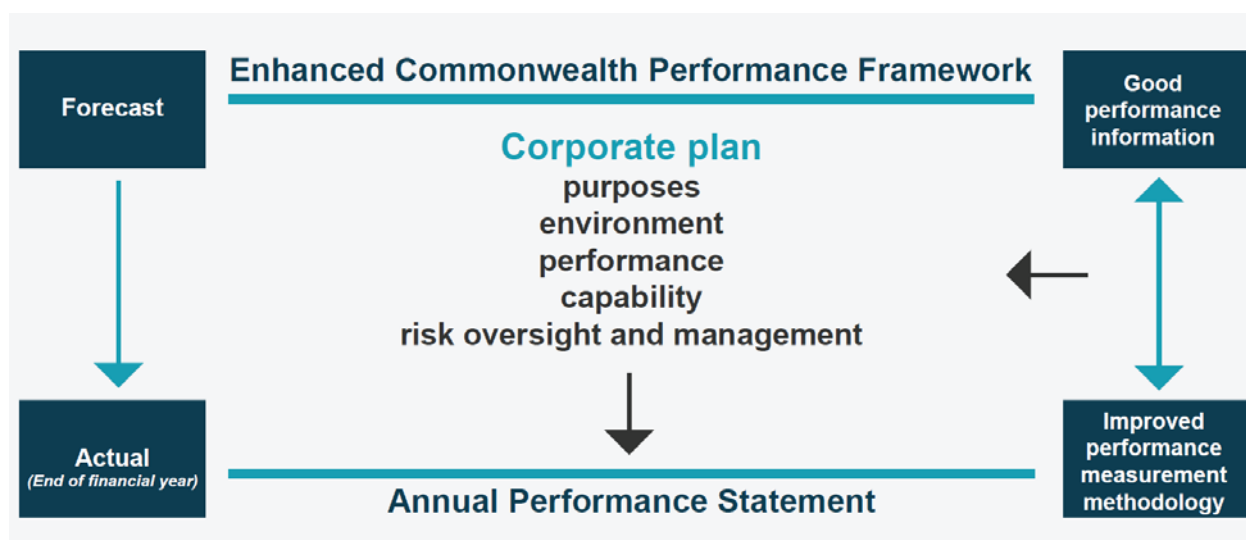 Enhanced Commonwealth Performance Framework
Forecast
Good
performance
information
Corporate plan
purposes
environment
performance
capability
risk oversight and management
Actual
(End of financial year)
Improved
performance
measurement
methodology
Annual Performance Statement